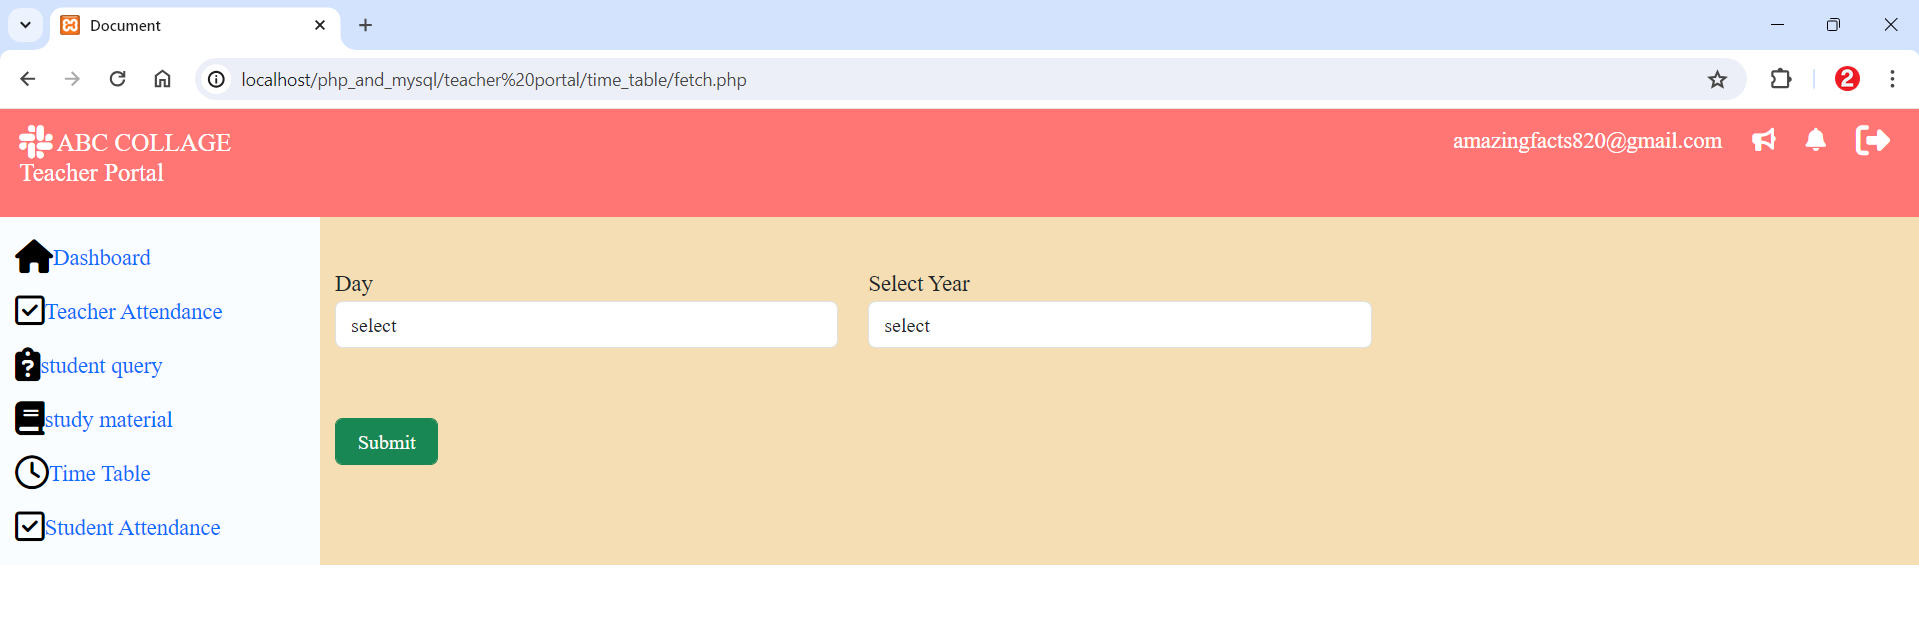 Document
localhost/php_and_mysql/teacher%20portal/time_table/fetch.php
2
ABC COLLAGE
Teacher Portal
amazingfacts820@gmail.com
Dashboard
Teacher Attendance
student query
study material
Time Table
Student Attendance
Day
Select Year
select
select
Submit